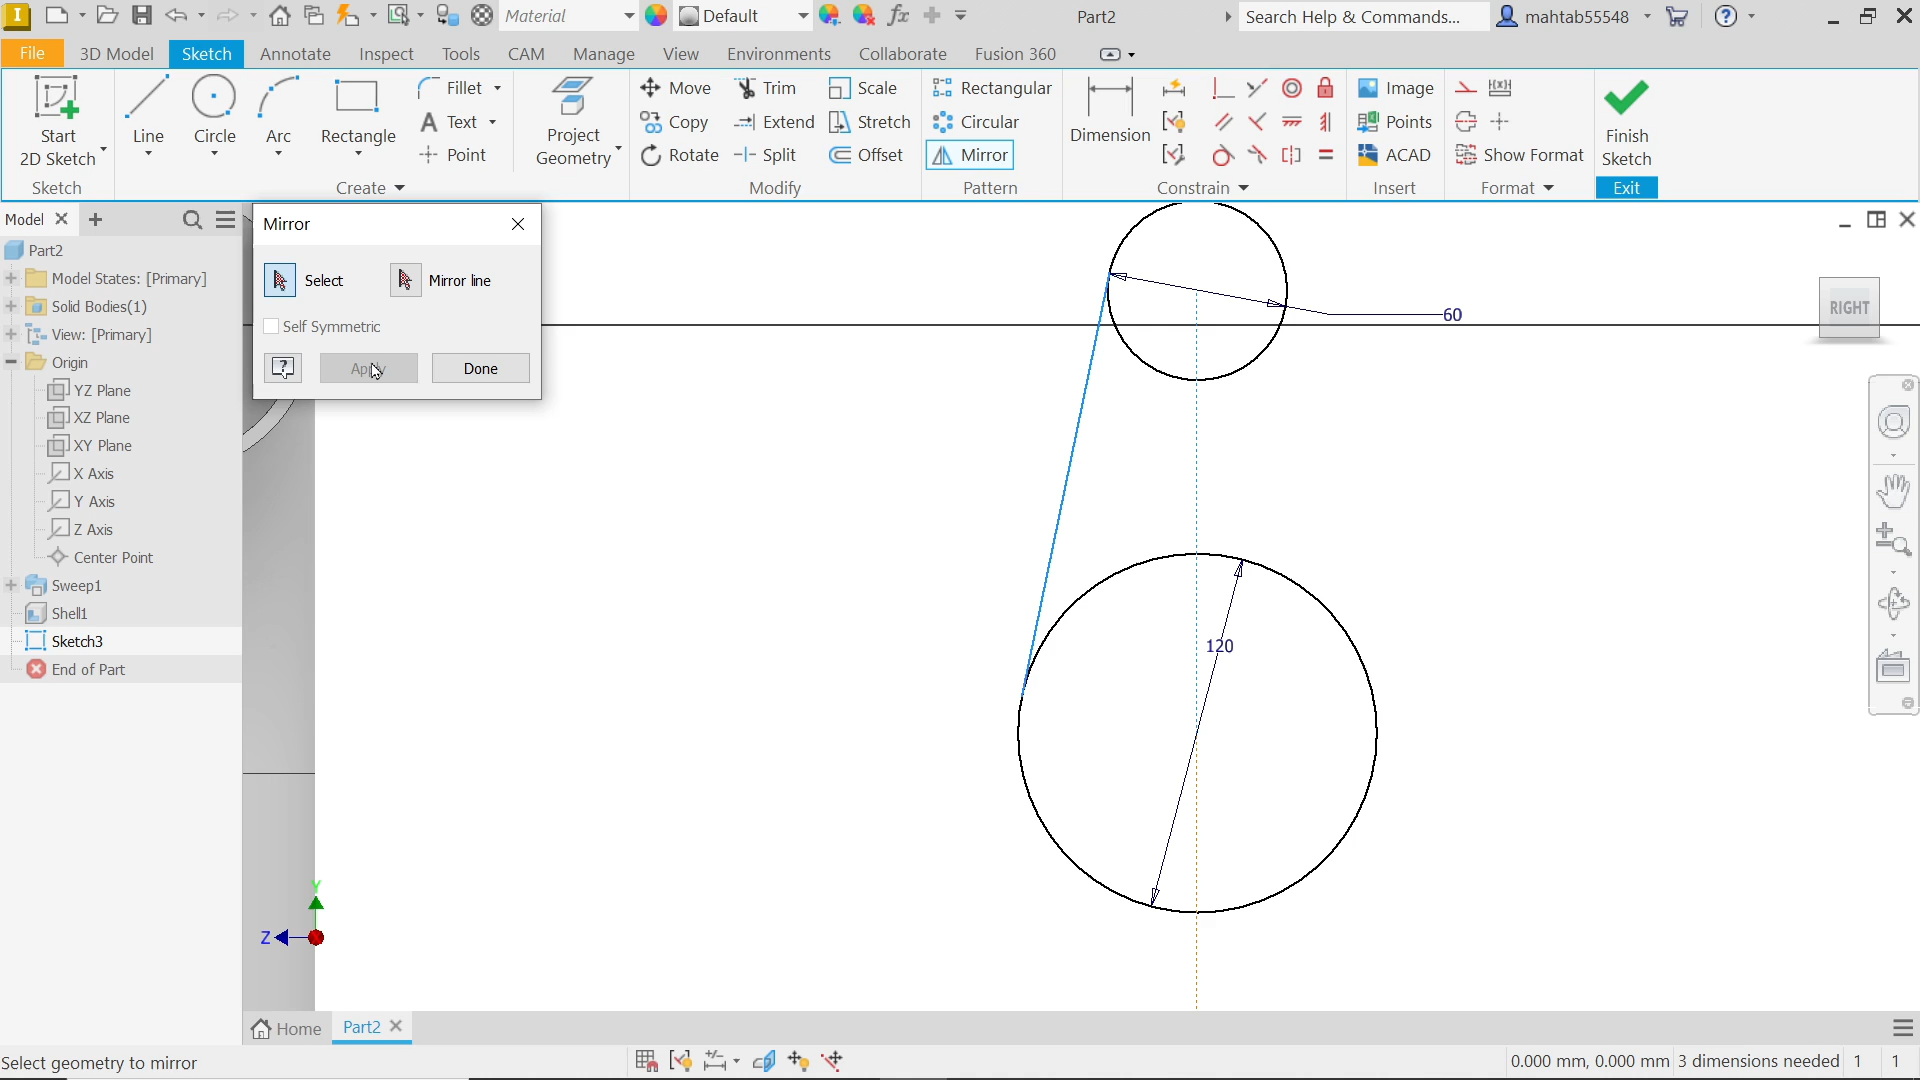 Material
Default
Part2
Search Help & Commands...
mahtab55548
File
3D Model
Sketch
Annotate
Inspect
Tools
CAM
Manage
View
Environments
Collaborate
Fusion 360
Start
2D Sketch
Line
Circle
Arc
Rectangle
Fillet
Text
Point
Project
Geometry
Move
Copy
Rotate
Trim
Extend
Split
Scale
Stretch
Offset
Rectangular
Circular
Mirror
Dimension
Image
Points
ACAD
Show Format
Finish
Sketch
Sketch
Create
Modify
Pattern
Constrain
Insert
Format
Exit
Model
Part2
Model States: [Primary]
Solid Bodies(1)
View: [Primary]
Origin
YZ Plane
XZ Plane
XY Plane
X Axis
Y Axis
Z Axis
Center Point
Sweep1
Shell1
Sketch3
End of Part
Mirror
Select
Mirror line
Self Symmetric
Apply
Done
60
120
RIGHT
Y
Z
Home
Part2
Select geometry to mirror
0.000 mm, 0.000 mm
3 dimensions needed
1
1